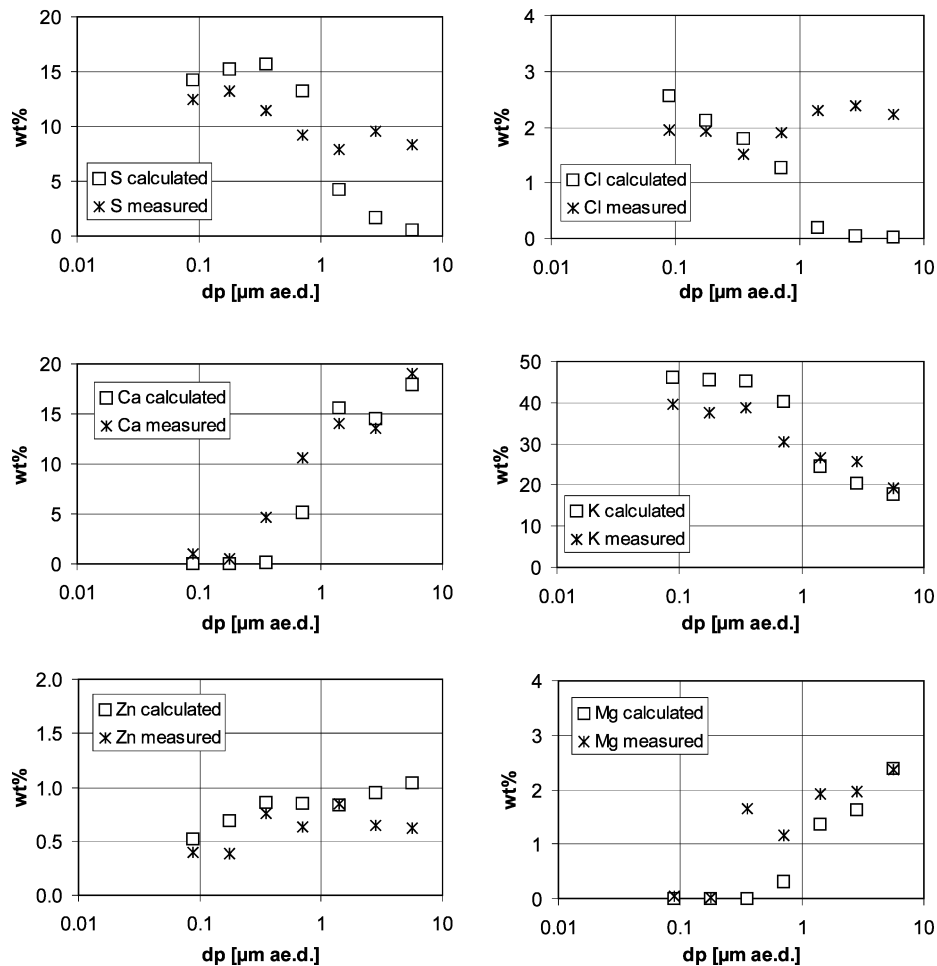 20
15
10
5
0
wt%
S calculated
S measured
0.01 0.1 1 10
dp [µm ae.d.]
4
3
2
1
0
wt%
Cl calculated
Cl measured
0.01 0.1 1 10
dp [µm ae.d.]
20
15
10
5
0
wt%
Ca calculated
Ca measured
0.01 0.1 1 10
dp [µm ae.d.]
50
40
30
20
10
0
wt%
K calculated
K measured
0.01 0.1 1 10
dp [µm ae.d.]
2.0
1.5
1.0
0.5
0.0
wt%
Zn calculated
Zn measured
0.01 0.1 1 10
dp [µm ae.d.]
4
3
2
1
0
wt%
Mg calculated
Mg measured
0.01 0.1 1 10
dp [µm ae.d.]